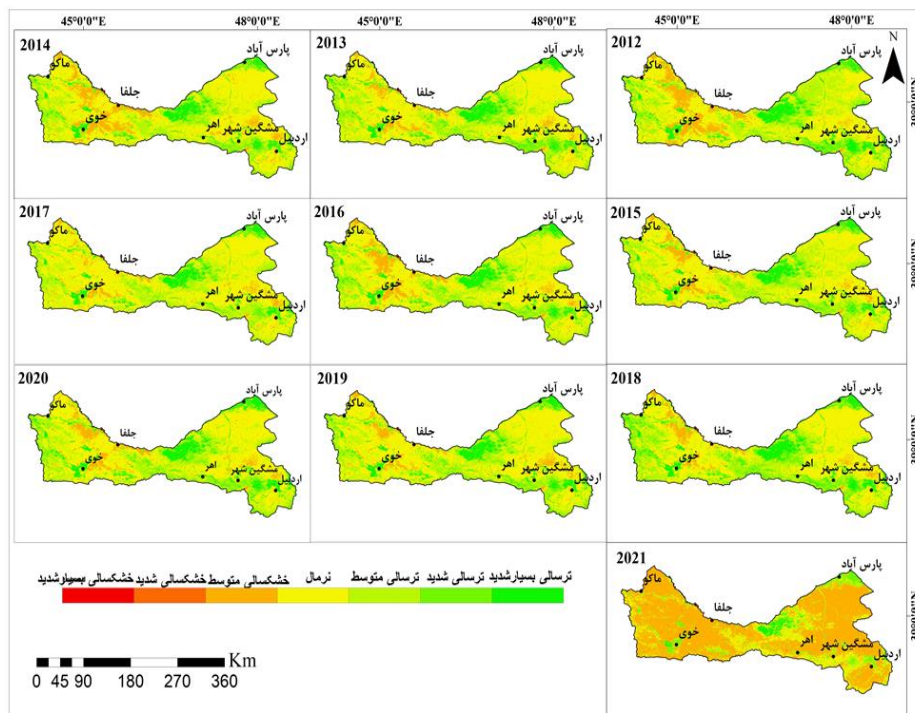 45°0'0"E 48°0'0"E 45°0'0"E 48°0'0"E 45°0'0"E 48°0'0"E
2012
N
پارس آباد
ماکو
جلفا
خوی
اهر
مشگین شهر
اردبیل
2013
پارس آباد
ماکو
جلفا
خوی
اهر
مشگین شهر
اردبیل
2014
پارس آباد
ماکو
جلفا
خوی
اهر
مشگین شهر
اردبیل
2015
پارس آباد
ماکو
جلفا
خوی
اهر
مشگین شهر
اردبیل
2016
پارس آباد
ماکو
جلفا
خوی
اهر
مشگین شهر
اردبیل
2017
پارس آباد
ماکو
جلفا
خوی
اهر
مشگین شهر
اردبیل
2018
پارس آباد
ماکو
جلفا
خوی
اهر
مشگین شهر
اردبیل
2019
پارس آباد
ماکو
جلفا
خوی
اهر
مشگین شهر
اردبیل
2020
پارس آباد
ماکو
جلفا
خوی
اهر
مشگین شهر
اردبیل
2021
پارس آباد
ماکو
جلفا
خوی
اهر
مشگین شهر
اردبیل
ترسالی بسیارشدید ترسالی شدید ترسالی متوسط نرمال خشکسالی متوسط خشکسالی شدید خشکسالی بسیارشدید
Km
0 45 90 180 270 360